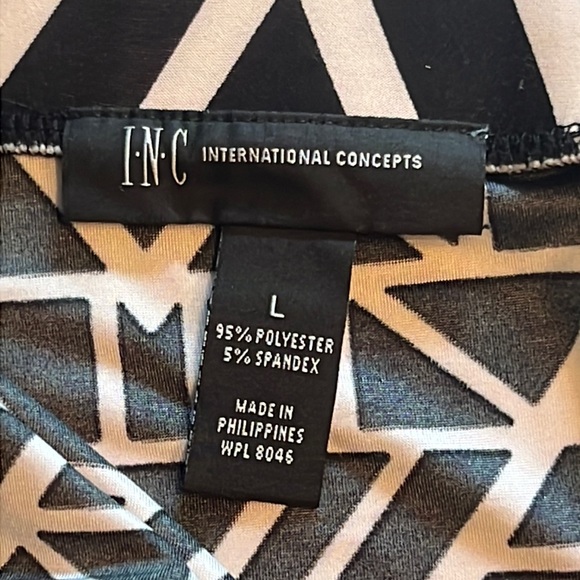 I·N·C INTERNATIONAL CONCEPTS
L
95% POLYESTER
5% SPANDEX
MADE IN
PHILIPPINES
WPL 8046